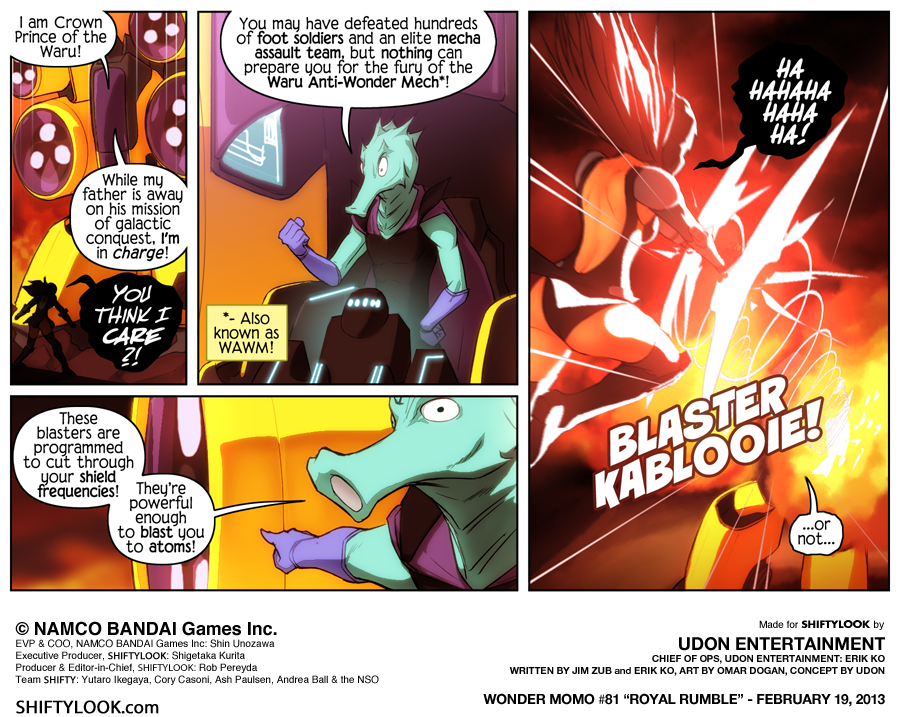 I am Crown
Prince of the
Waru!
While my
father is away
on his mission
of galactic
conquest, I'm
in charge!
YOU
THINK I
CARE
?!
You may have defeated hundreds
of foot soldiers and an elite mecha
assault team, but nothing can
prepare you for the fury of the
Waru Anti-Wonder Mech*!
*- Also
known as
WAWM!
These
blasters are
programmed
to cut through
your shield
frequencies!
They're
powerful
enough
to blast you
to atoms!
HA
HAHAHA
HAHA
HA!
BLASTER
KABLOOIE!
...or
not...
© NAMCO BANDAI Games Inc.
EVP & COO, NAMCO BANDAI Games Inc: Shin Unozawa
Executive Producer, SHIFTYLOOK: Shigetaka Kurita
Producer & Editor-in-Chief, SHIFTYLOOK: Rob Pereyda
Team SHIFTY: Yutaro Ikegaya, Cory Casoni, Ash Paulsen, Andrea Ball & the NSO
SHIFTYLOOK.com
Made for SHIFTYLOOK by
UDON ENTERTAINMENT
CHIEF OF OPS, UDON ENTERTAINMENT: ERIK KO
WRITTEN BY JIM ZUB and ERIK KO, ART BY OMAR DOGAN, CONCEPT BY UDON
WONDER MOMO #81 “ROYAL RUMBLE” - FEBRUARY 19, 2013